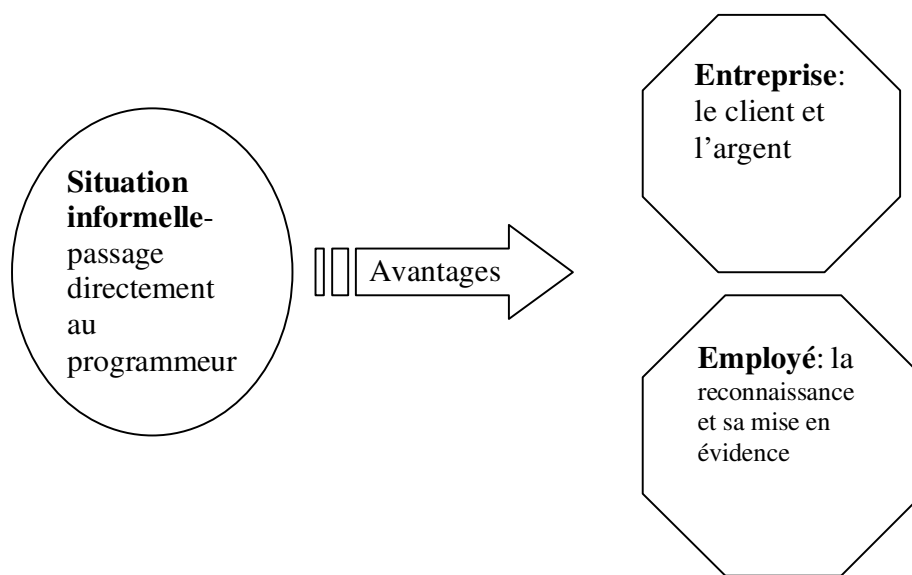 Situation
informelle-
passage
directement
au
programmeur
Avantages
Entreprise:
le client et
l’argent
Employé: la
reconnaissance
et sa mise en
évidence